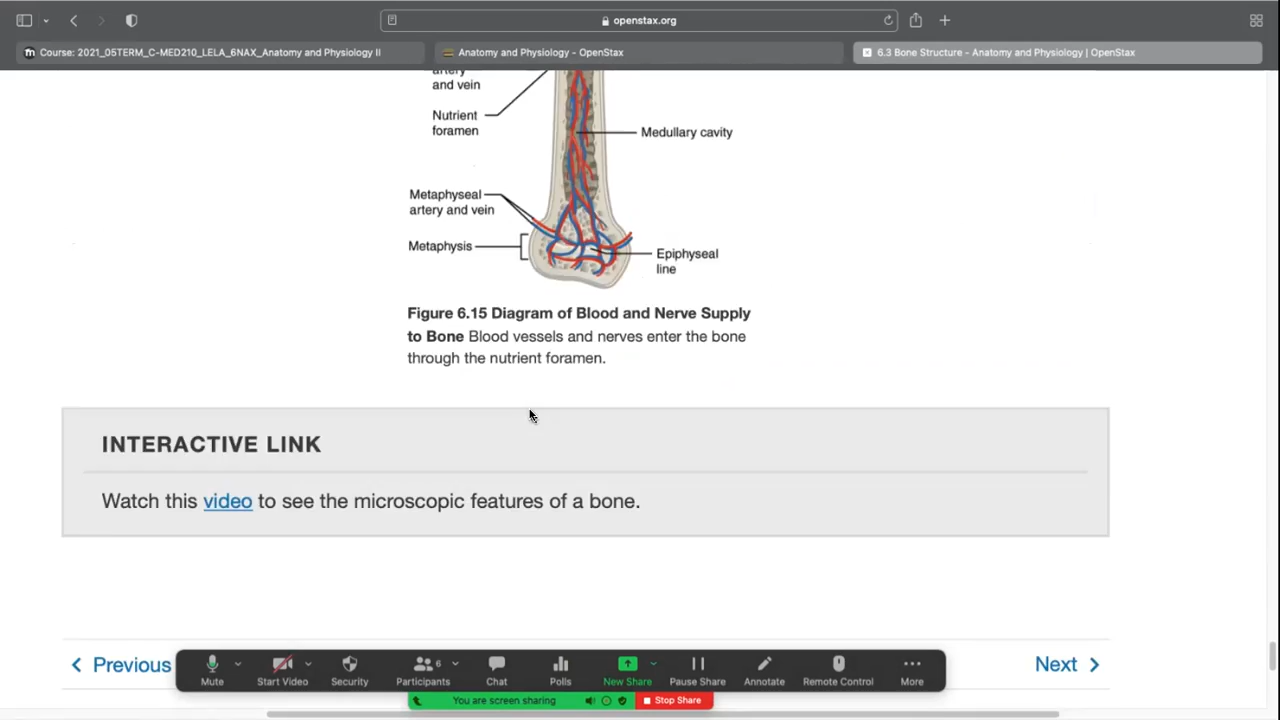 openstax.org
Course: 2021_05TERM_C-MED210_LELA_6NAX_Anatomy and Physiology II
Anatomy and Physiology - OpenStax
6.3 Bone Structure - Anatomy and Physiology | OpenStax
artery
and vein
Nutrient
foramen
Medullary cavity
Metaphyseal
artery and vein
Metaphysis
Epiphyseal
line
Figure 6.15 Diagram of Blood and Nerve Supply
to Bone Blood vessels and nerves enter the bone
through the nutrient foramen.
INTERACTIVE LINK
Watch this video to see the microscopic features of a bone.
Previous
Next
Mute
Start Video
Security
6
Participants
Chat
Polls
New Share
Pause Share
Annotate
Remote Control
More
You are screen sharing
Stop Share